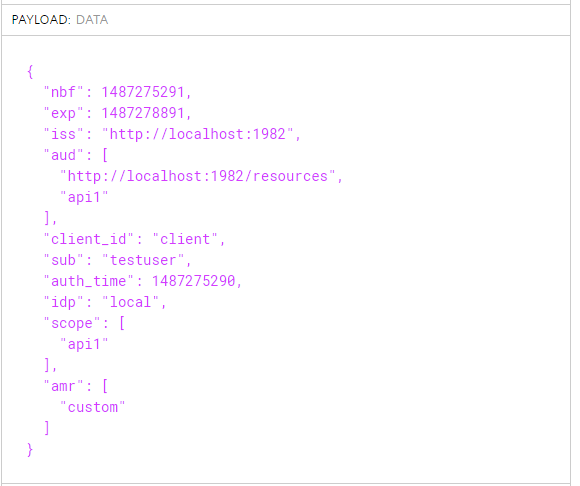 PAYLOAD: DATA
{
"nbf": 1487275291,
"exp": 1487278891,
"iss": "http://localhost:1982",
"aud": [
"http://localhost:1982/resources",
"api1"
],
"client_id": "client",
"sub": "testuser",
"auth_time": 1487275290,
"idp": "local",
"scope": [
"api1"
],
"amr": [
"custom"
]
}